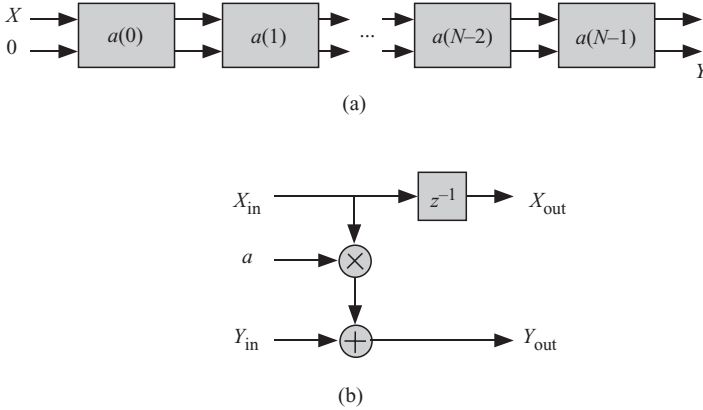 X
0
a(0)
a(1)
...
a(N–2)
a(N–1)
Y
(a)
X_in
z⁻¹
X_out
a
×
Y_in
+
Y_out
(b)